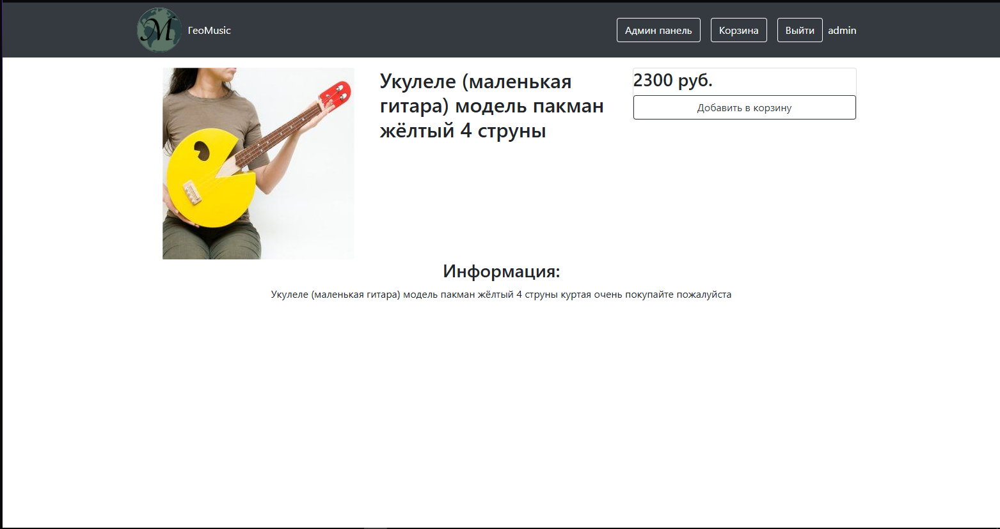 M
ГеоMusic
Админ панель
Корзина
Выйти
admin
Укулеле (маленькая
гитара) модель пакман
жёлтый 4 струны
2300 руб.
Добавить в корзину
Информация:
Укулеле (маленькая гитара) модель пакман жёлтый 4 струны куртая очень покупайте пожалуйста